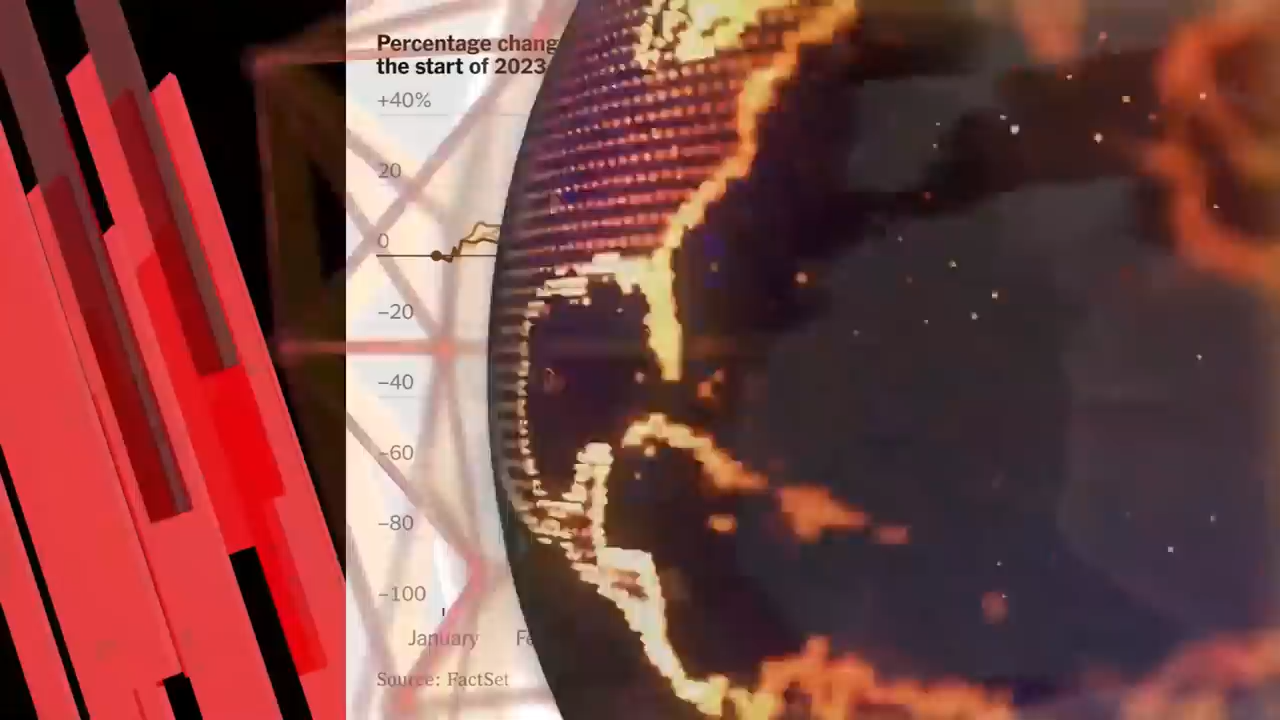 Percentage chang
the start of 2023
+40%
20
0
−20
−40
−60
−80
−100
January Fe
Source: FactSet